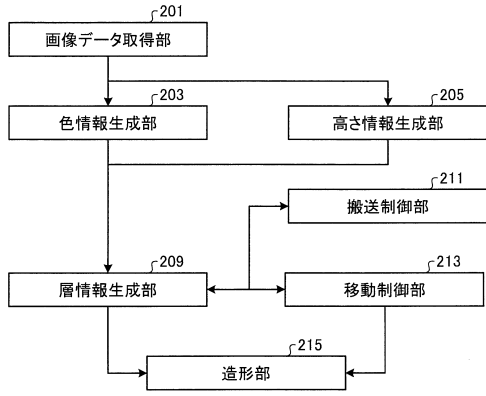 201
画像データ取得部
203
色情報生成部
205
高さ情報生成部
211
搬送制御部
209
層情報生成部
213
移動制御部
215
造形部